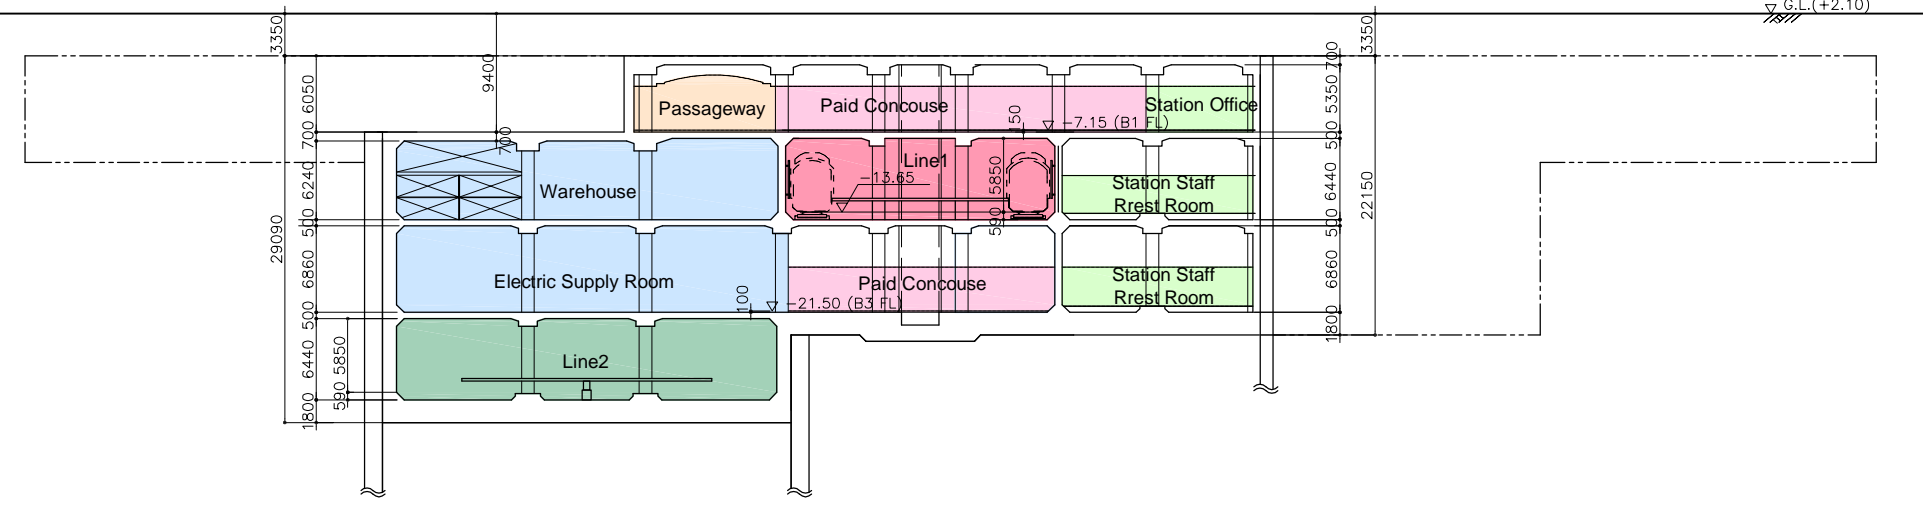 G.L.(+2.10)
3350
3350
9400
700
6050
5350
Passageway
Paid Concouse
Station Office
150
-7.15 (B1 FL)
700
700
500
Line1
-13.65
5850
590
Warehouse
Station Staff
Rrest Room
6240
6440
22150
500
500
29090
Electric Supply Room
Paid Concouse
Station Staff
Rrest Room
6860
6860
100
-21.50 (B3 FL)
500
1800
Line2
6440
5850
590
1800